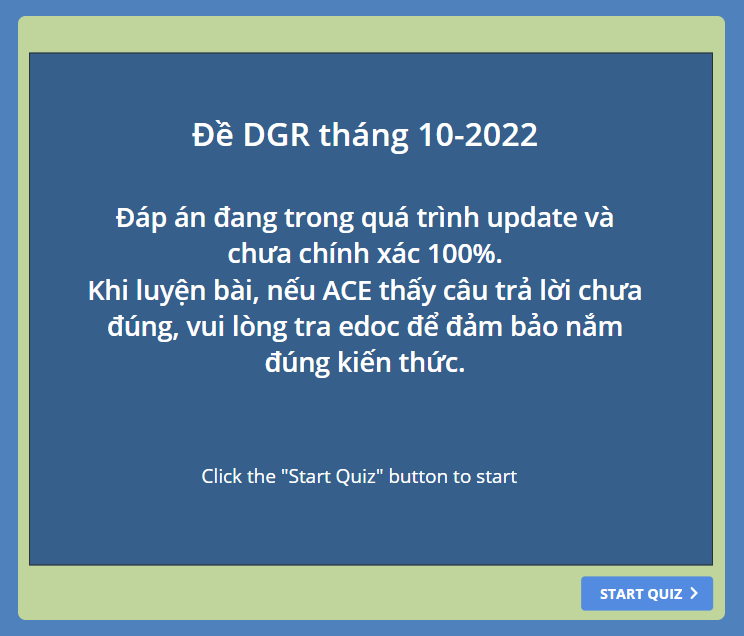 Đề DGR tháng 10-2022
Đáp án đang trong quá trình update và
chưa chính xác 100%.
Khi luyện bài, nếu ACE thấy câu trả lời chưa
đúng, vui lòng tra edoc để đảm bảo nắm
đúng kiến thức.
Click the "Start Quiz" button to start
START QUIZ